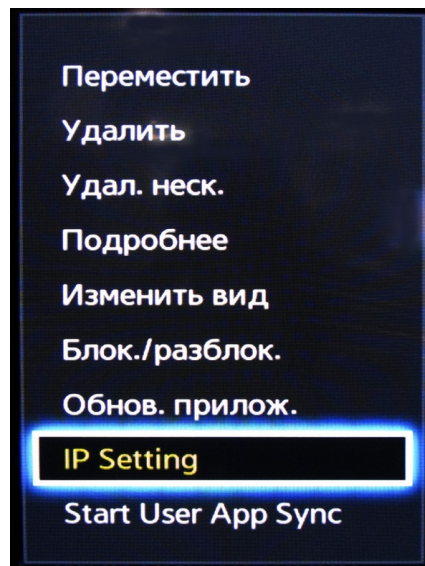 Переместить
Удалить
Удал. неск.
Подробнее
Изменить вид
Блок./разблок.
Обнов. прилож.
IP Setting
Start User App Sync